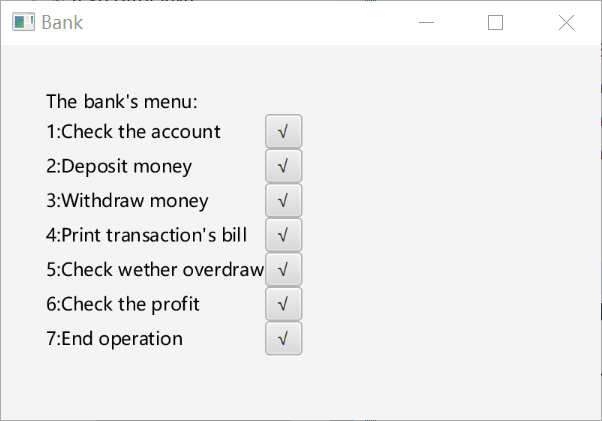 Bank
The bank's menu:
1:Check the account √
2:Deposit money √
3:Withdraw money √
4:Print transaction's bill √
5:Check wether overdraw √
6:Check the profit √
7:End operation √